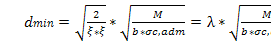 dmin = √(2/(ξ∗ξ)) ∗ √(M/(b∗σc,adm)) = λ ∗ √(M/(b∗σc,